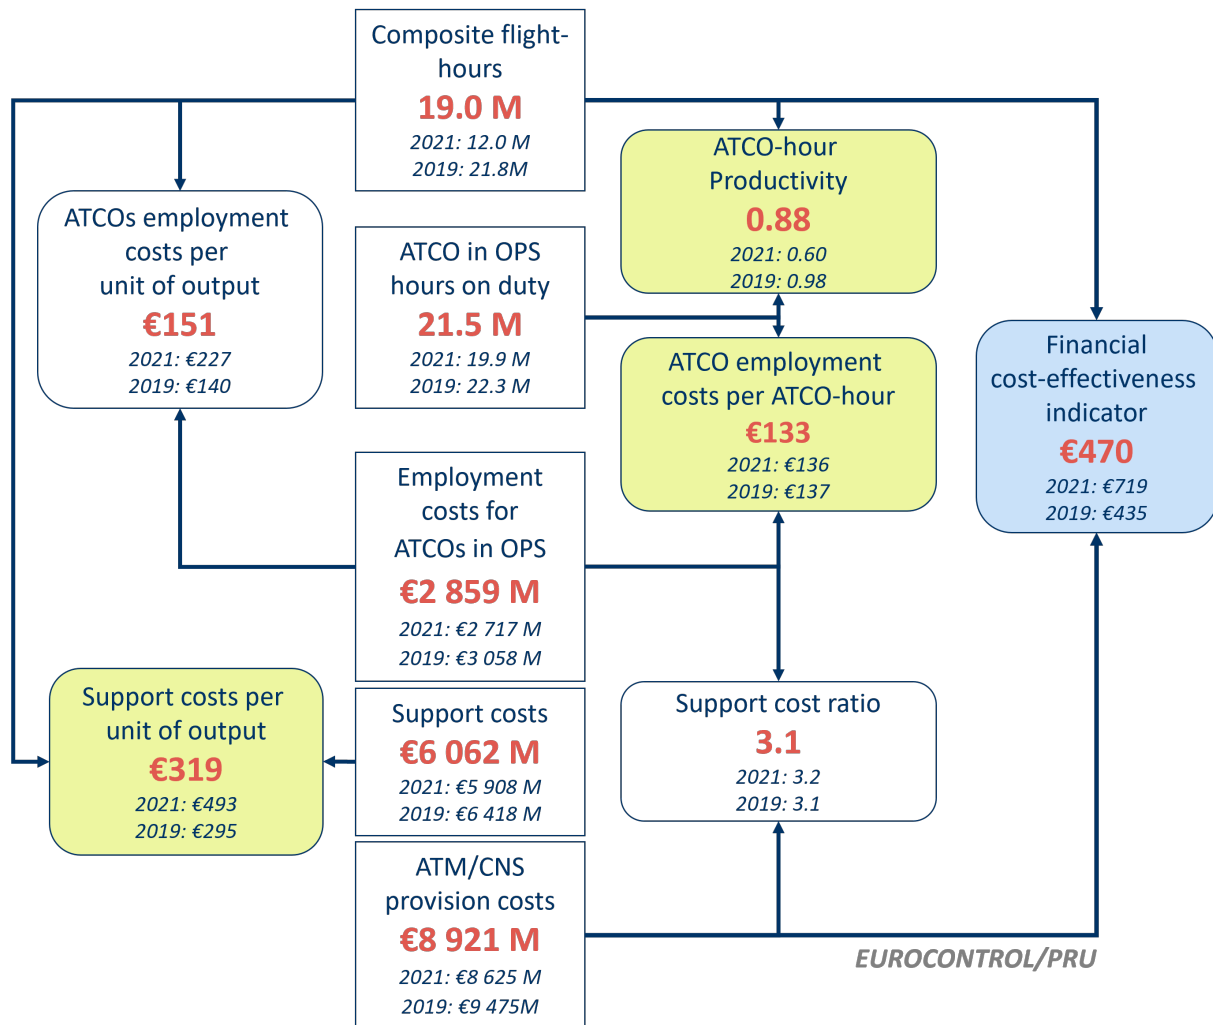 Composite flight-
hours
19.0 M
2021: 12.0 M
2019: 21.8M
ATCO-hour
Productivity
0.88
2021: 0.60
2019: 0.98
ATCOs employment
costs per
unit of output
€151
2021: €227
2019: €140
ATCO in OPS
hours on duty
21.5 M
2021: 19.9 M
2019: 22.3 M
ATCO employment
costs per ATCO-hour
€133
2021: €136
2019: €137
Financial
cost-effectiveness
indicator
€470
2021: €719
2019: €435
Employment
costs for
ATCOs in OPS
€2 859 M
2021: €2 717 M
2019: €3 058 M
Support costs per
unit of output
€319
2021: €493
2019: €295
Support costs
€6 062 M
2021: €5 908 M
2019: €6 418 M
Support cost ratio
3.1
2021: 3.2
2019: 3.1
ATM/CNS
provision costs
€8 921 M
2021: €8 625 M
2019: €9 475M
EUROCONTROL/PRU